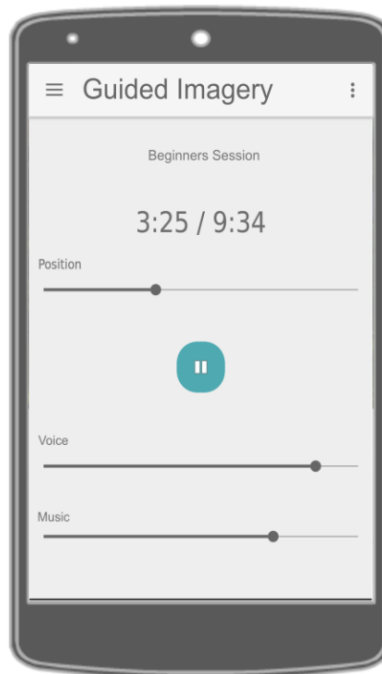 Guided Imagery
Beginners Session
3:25 / 9:34
Position
Voice
Music